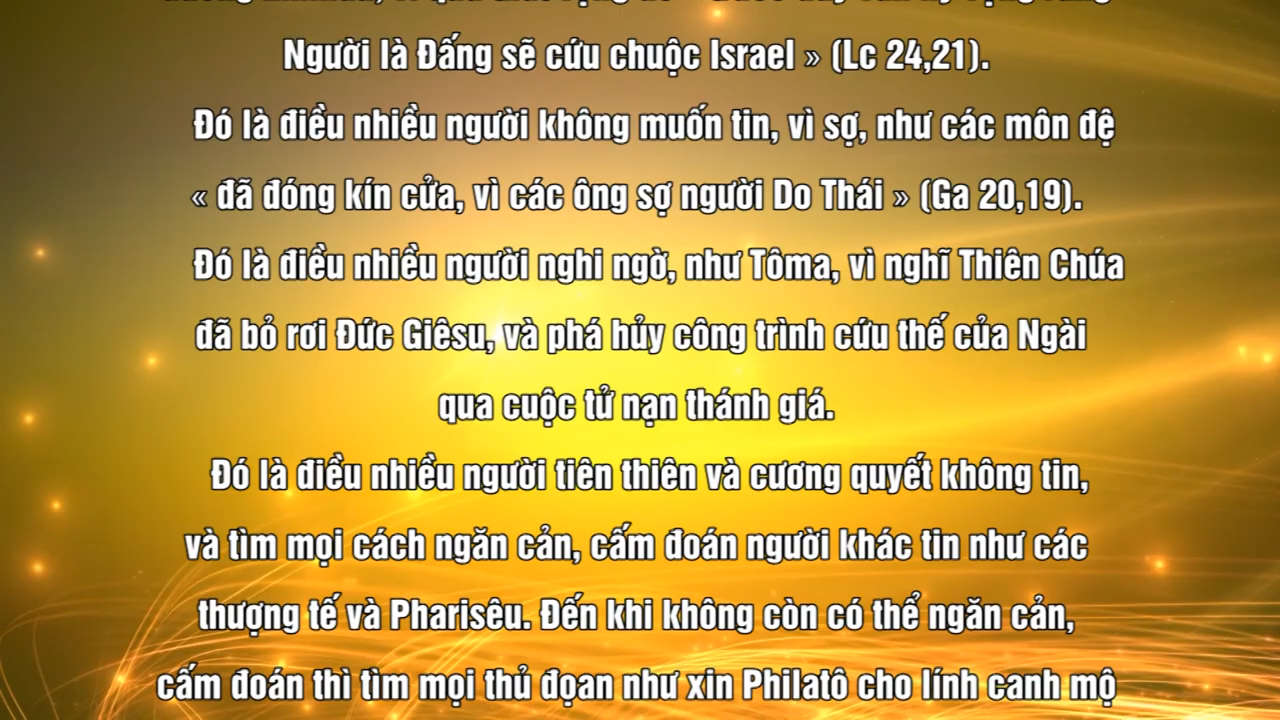 Người là Đấng sẽ cứu chuộc Israel » (Lc 24,21).
Đó là điều nhiều người không muốn tin, vì sợ, như các môn đệ
« đã đóng kín cửa, vì các ông sợ người Do Thái » (Ga 20,19).
Đó là điều nhiều người nghi ngờ, như Tôma, vì nghĩ Thiên Chúa
đã bỏ rơi Đức Giêsu, và phá hủy công trình cứu thế của Ngài
qua cuộc tử nạn thánh giá.
Đó là điều nhiều người tiên thiên và cương quyết không tin,
và tìm mọi cách ngăn cản, cấm đoán người khác tin như các
thượng tế và Pharisêu. Đến khi không còn có thể ngăn cản,
cấm đoán thì tìm mọi thủ đọan như xin Philatô cho lính canh mộ